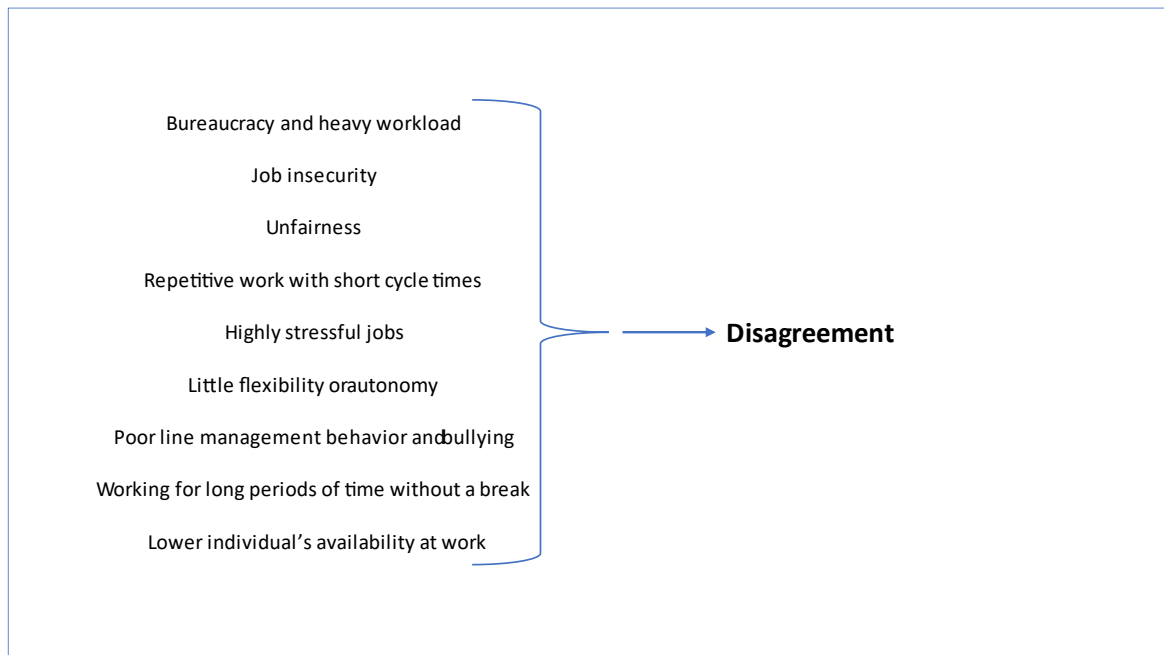 Bureaucracy and heavy workload
Job insecurity
Unfairness
Repetitive work with short cycle times
Highly stressful jobs
Little flexibility orautonomy
Poor line management behavior andbullying
Working for long periods of time without a break
Lower individual’s availability at work
Disagreement